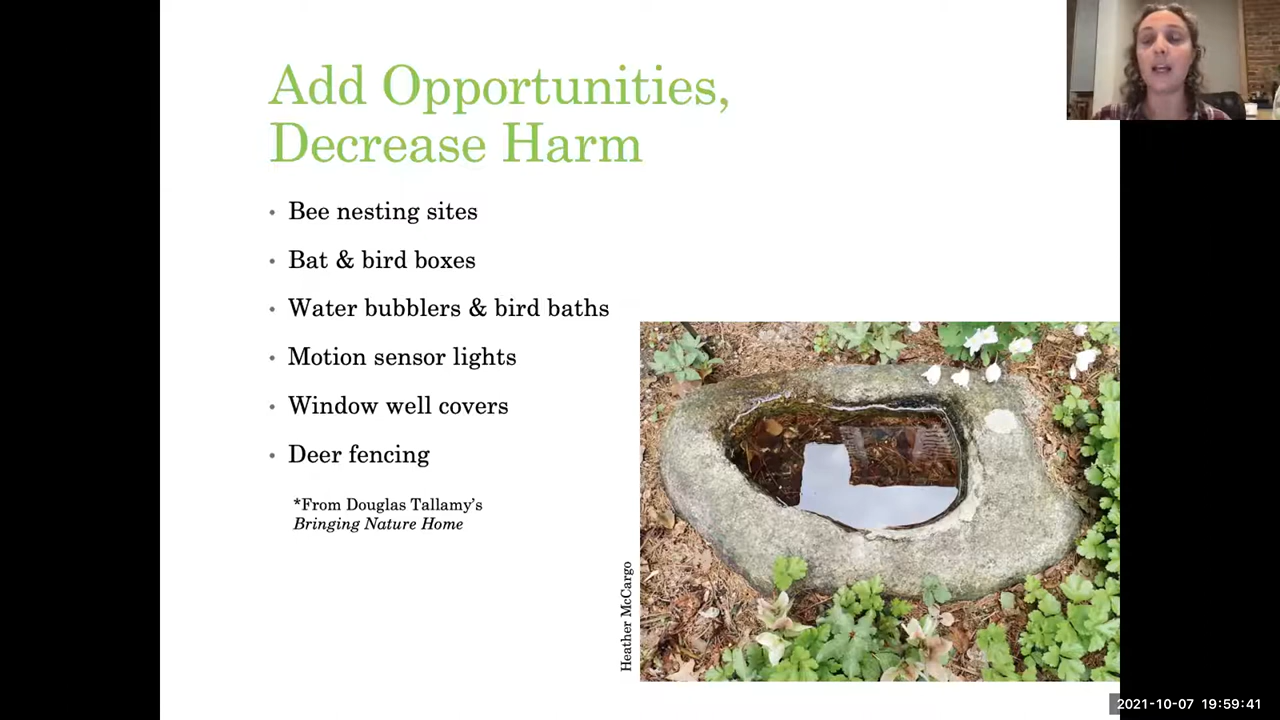 Add Opportunities,
Decrease Harm
• Bee nesting sites
• Bat & bird boxes
• Water bubblers & bird baths
• Motion sensor lights
• Window well covers
• Deer fencing
*From Douglas Tallamy's
Bringing Nature Home
Heather McCargo
2021-10-07 19:59:41